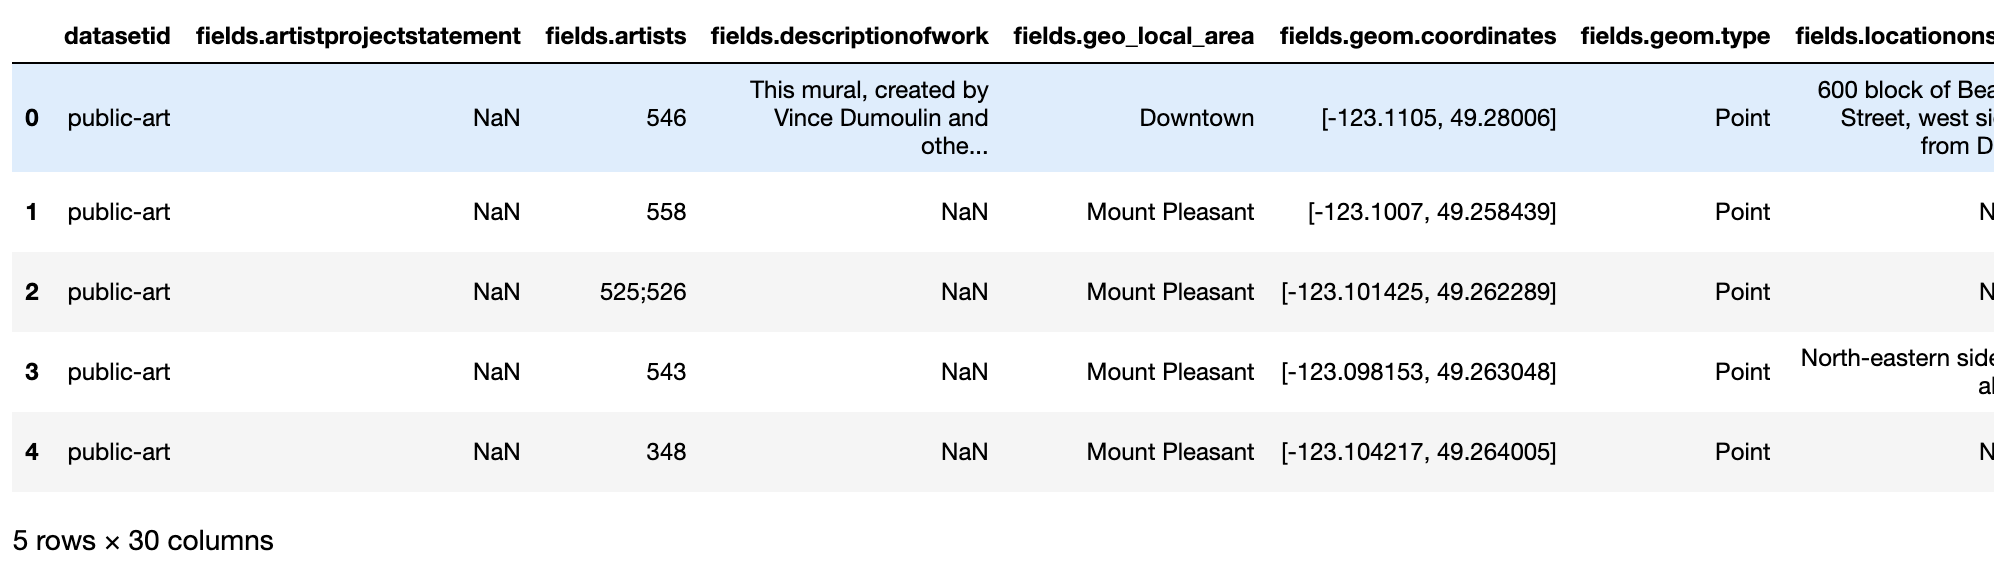 datasetid fields.artistprojectstatement fields.artists fields.descriptionofwork fields.geo_local_area fields.geom.coordinates fields.geom.type fields.locationons
0 public-art NaN 546 This mural, created by Vince Dumoulin and othe... Downtown [-123.1105, 49.28006] Point 600 block of Bea Street, west si from D
1 public-art NaN 558 NaN Mount Pleasant [-123.1007, 49.258439] Point N
2 public-art NaN 525;526 NaN Mount Pleasant [-123.101425, 49.262289] Point N
3 public-art NaN 543 NaN Mount Pleasant [-123.098153, 49.263048] Point North-eastern side al
4 public-art NaN 348 NaN Mount Pleasant [-123.104217, 49.264005] Point N
5 rows × 30 columns